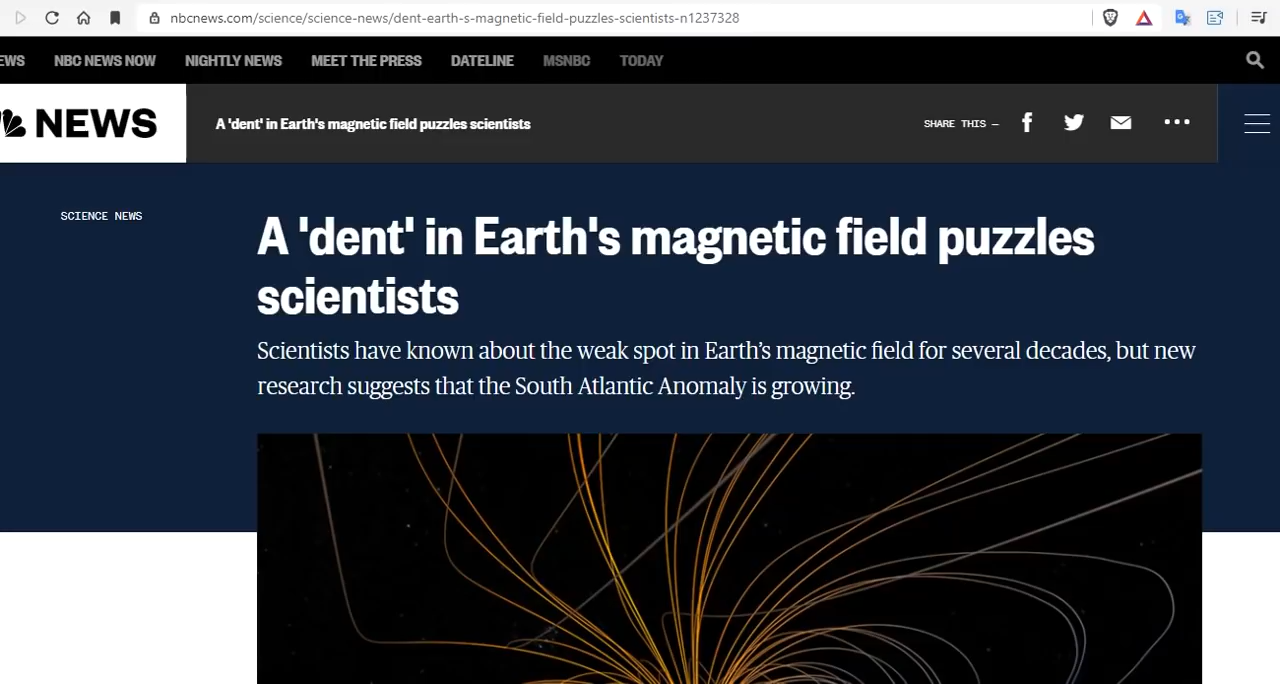 nbcnews.com/science/science-news/dent-earth-s-magnetic-field-puzzles-scientists-n1237328
EWS NBC NEWS NOW NIGHTLY NEWS MEET THE PRESS DATELINE MSNBC TODAY
NEWS A 'dent' in Earth's magnetic field puzzles scientists SHARE THIS —
SCIENCE NEWS
A 'dent' in Earth's magnetic field puzzles
scientists
Scientists have known about the weak spot in Earth’s magnetic field for several decades, but new
research suggests that the South Atlantic Anomaly is growing.